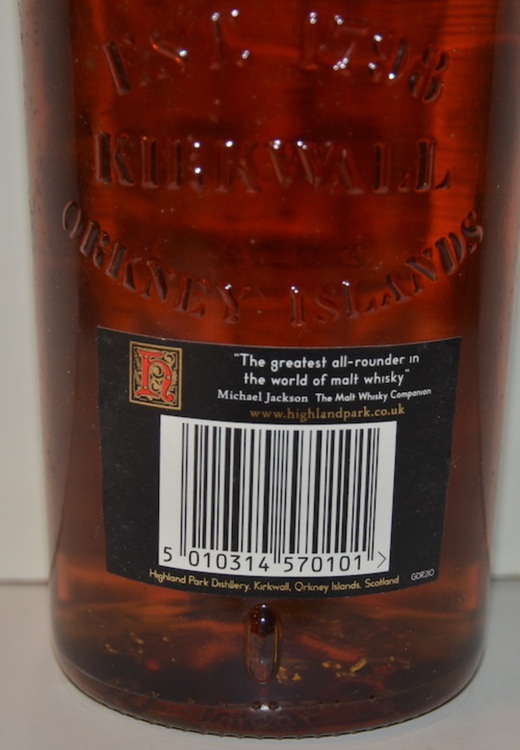 EST. 1798
KIRKWALL
ORKNEY ISLANDS
H
"The greatest all-rounder in
the world of malt whisky"
Michael Jackson The Malt Whisky Companion
www.highlandpark.co.uk
5 010314 570101 >
Highland Park Distillery, Kirkwall, Orkney Islands, Scotland
GDR210